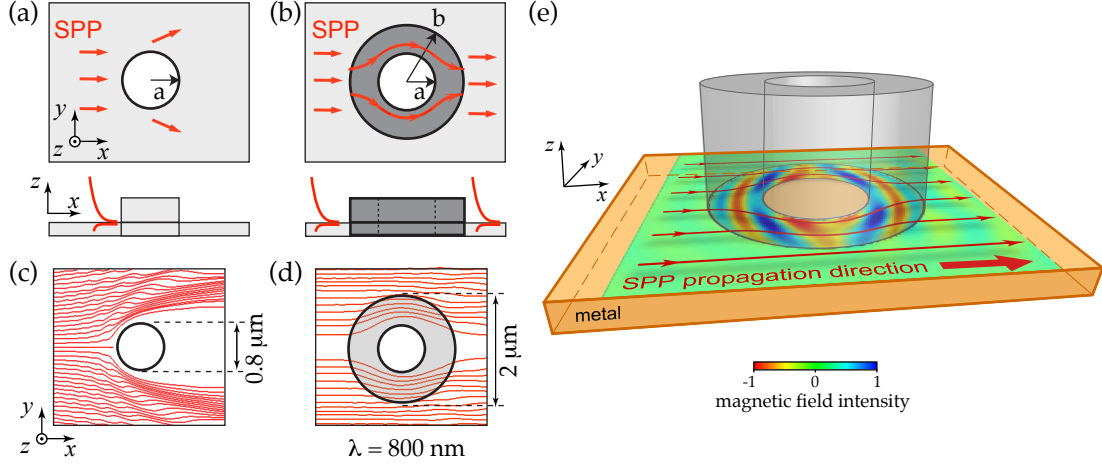 (a)
SPP
a
y
z
x
z
x
(b)
SPP
b
a
(c)
0.8 μm
y
z
x
(d)
2 μm
λ = 800 nm
(e)
z
y
x
SPP propagation direction
metal
-1
0
1
magnetic field intensity